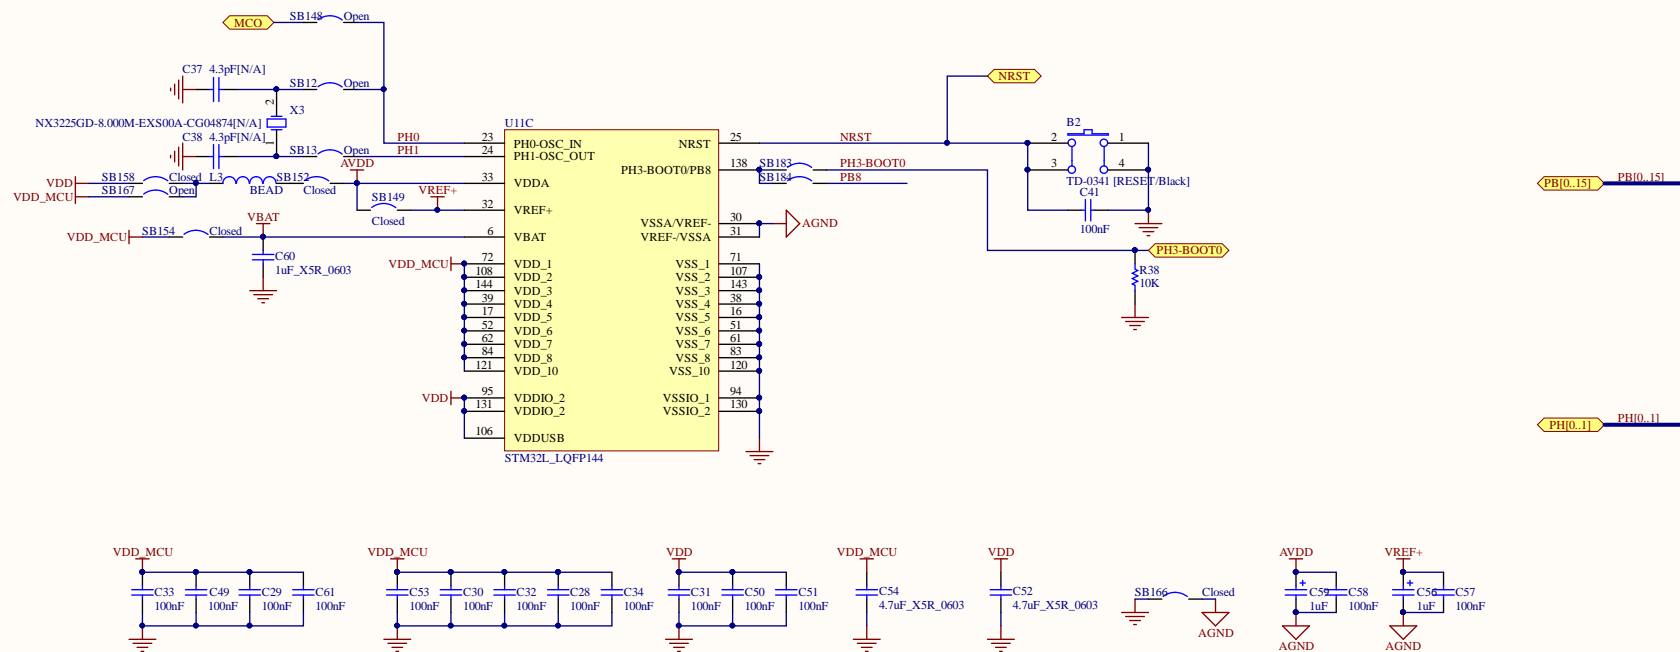 MCO
SB148 Open
C37 4.3pF[N/A]
SB12 Open
2
X3
NX3225GD-8.000M-EXS00A-CG04874[N/A]
1
C38 4.3pF[N/A]
SB13 Open
PH0
PH1
AVDD
VDD
SB158 Closed
L3
BEAD
SB152
Closed
VDD_MCU
SB167 Open
SB149
Closed
VREF+
VBAT
VDD_MCU
SB154 Closed
C60
1uF_X5R_0603
VDD_MCU
VDD
U11C
23 PH0-OSC_IN
24 PH1-OSC_OUT
33 VDDA
32 VREF+
6 VBAT
72 VDD_1
108 VDD_2
144 VDD_3
39 VDD_4
17 VDD_5
52 VDD_6
62 VDD_7
84 VDD_8
121 VDD_10
95 VDDIO_2
131 VDDIO_2
106 VDDUSB
STM32L_LQFP144
NRST 25
PH3-BOOT0/PB8 138
VSSA/VREF- 30
VREF-/VSSA 31
VSS_1 71
VSS_2 107
VSS_3 143
VSS_4 38
VSS_5 16
VSS_6 51
VSS_7 61
VSS_8 83
VSS_10 120
VSSIO_1 94
VSSIO_2 130
NRST
NRST
SB183
PH3-BOOT0
SB184
PB8
AGND
B2
2 1
3 4
TD-0341 [RESET/Black]
C41
100nF
PH3-BOOT0
R38
10K
PB[0..15] PB[0..15]
PH[0..1] PH[0..1]
VDD_MCU
C33
100nF
C49
100nF
C29
100nF
C61
100nF
VDD_MCU
C53
100nF
C30
100nF
C32
100nF
C28
100nF
C34
100nF
VDD
C31
100nF
C50
100nF
C51
100nF
VDD_MCU
C54
4.7uF_X5R_0603
VDD
C52
4.7uF_X5R_0603
SB166 Closed
AGND
AVDD
+
C59
1uF
C58
100nF
AGND
VREF+
+
C56
1uF
C57
100nF
AGND